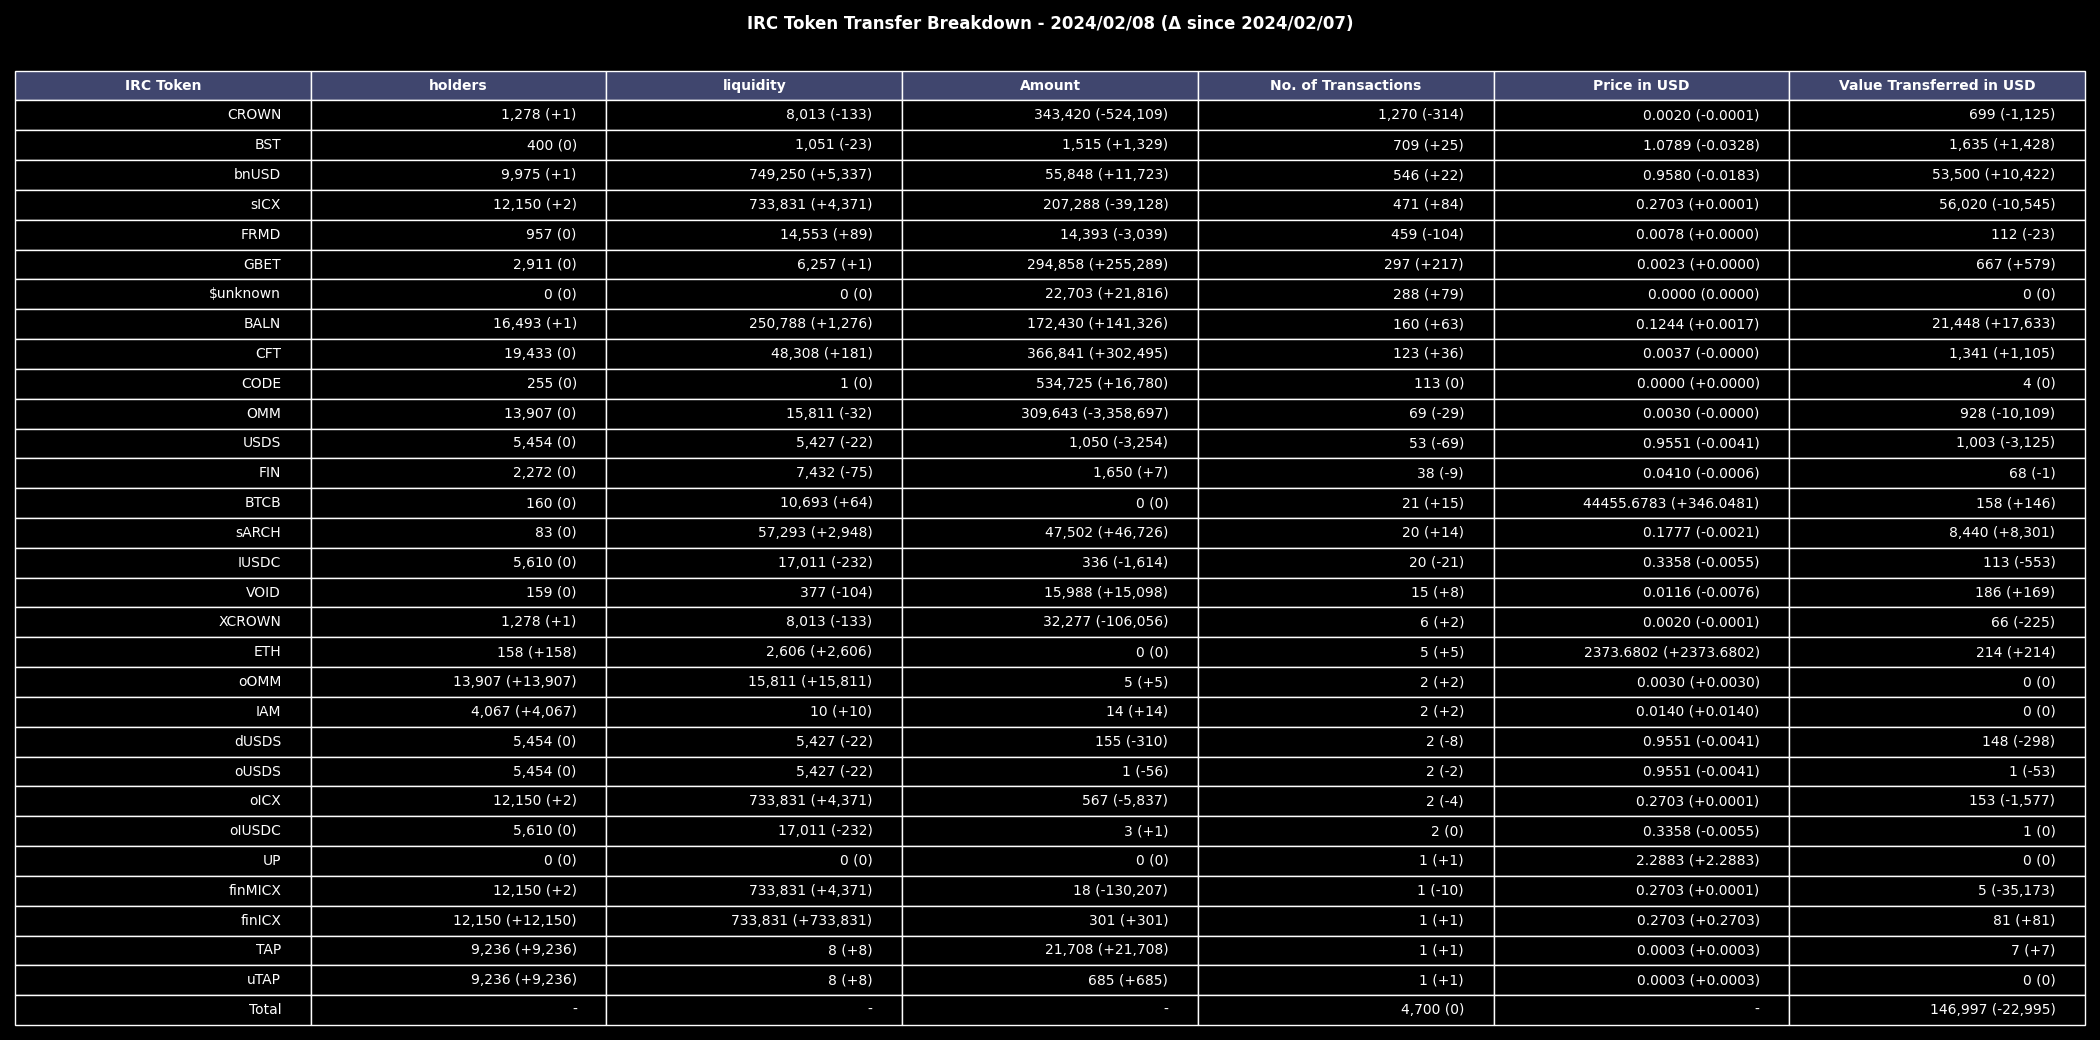 IRC Token Transfer Breakdown - 2024/02/08 (Δ since 2024/02/07)
IRC Token holders liquidity Amount No. of Transactions Price in USD Value Transferred in USD
CROWN 1,278 (+1) 8,013 (-133) 343,420 (-524,109) 1,270 (-314) 0.0020 (-0.0001) 699 (-1,125)
BST 400 (0) 1,051 (-23) 1,515 (+1,329) 709 (+25) 1.0789 (-0.0328) 1,635 (+1,428)
bnUSD 9,975 (+1) 749,250 (+5,337) 55,848 (+11,723) 546 (+22) 0.9580 (-0.0183) 53,500 (+10,422)
sICX 12,150 (+2) 733,831 (+4,371) 207,288 (-39,128) 471 (+84) 0.2703 (+0.0001) 56,020 (-10,545)
FRMD 957 (0) 14,553 (+89) 14,393 (-3,039) 459 (-104) 0.0078 (+0.0000) 112 (-23)
GBET 2,911 (0) 6,257 (+1) 294,858 (+255,289) 297 (+217) 0.0023 (+0.0000) 667 (+579)
$unknown 0 (0) 0 (0) 22,703 (+21,816) 288 (+79) 0.0000 (0.0000) 0 (0)
BALN 16,493 (+1) 250,788 (+1,276) 172,430 (+141,326) 160 (+63) 0.1244 (+0.0017) 21,448 (+17,633)
CFT 19,433 (0) 48,308 (+181) 366,841 (+302,495) 123 (+36) 0.0037 (-0.0000) 1,341 (+1,105)
CODE 255 (0) 1 (0) 534,725 (+16,780) 113 (0) 0.0000 (+0.0000) 4 (0)
OMM 13,907 (0) 15,811 (-32) 309,643 (-3,358,697) 69 (-29) 0.0030 (-0.0000) 928 (-10,109)
USDS 5,454 (0) 5,427 (-22) 1,050 (-3,254) 53 (-69) 0.9551 (-0.0041) 1,003 (-3,125)
FIN 2,272 (0) 7,432 (-75) 1,650 (+7) 38 (-9) 0.0410 (-0.0006) 68 (-1)
BTCB 160 (0) 10,693 (+64) 0 (0) 21 (+15) 44455.6783 (+346.0481) 158 (+146)
sARCH 83 (0) 57,293 (+2,948) 47,502 (+46,726) 20 (+14) 0.1777 (-0.0021) 8,440 (+8,301)
IUSDC 5,610 (0) 17,011 (-232) 336 (-1,614) 20 (-21) 0.3358 (-0.0055) 113 (-553)
VOID 159 (0) 377 (-104) 15,988 (+15,098) 15 (+8) 0.0116 (-0.0076) 186 (+169)
XCROWN 1,278 (+1) 8,013 (-133) 32,277 (-106,056) 6 (+2) 0.0020 (-0.0001) 66 (-225)
ETH 158 (+158) 2,606 (+2,606) 0 (0) 5 (+5) 2373.6802 (+2373.6802) 214 (+214)
oOMM 13,907 (+13,907) 15,811 (+15,811) 5 (+5) 2 (+2) 0.0030 (+0.0030) 0 (0)
IAM 4,067 (+4,067) 10 (+10) 14 (+14) 2 (+2) 0.0140 (+0.0140) 0 (0)
dUSDS 5,454 (0) 5,427 (-22) 155 (-310) 2 (-8) 0.9551 (-0.0041) 148 (-298)
oUSDS 5,454 (0) 5,427 (-22) 1 (-56) 2 (-2) 0.9551 (-0.0041) 1 (-53)
oICX 12,150 (+2) 733,831 (+4,371) 567 (-5,837) 2 (-4) 0.2703 (+0.0001) 153 (-1,577)
oIUSDC 5,610 (0) 17,011 (-232) 3 (+1) 2 (0) 0.3358 (-0.0055) 1 (0)
UP 0 (0) 0 (0) 0 (0) 1 (+1) 2.2883 (+2.2883) 0 (0)
finMICX 12,150 (+2) 733,831 (+4,371) 18 (-130,207) 1 (-10) 0.2703 (+0.0001) 5 (-35,173)
finICX 12,150 (+12,150) 733,831 (+733,831) 301 (+301) 1 (+1) 0.2703 (+0.2703) 81 (+81)
TAP 9,236 (+9,236) 8 (+8) 21,708 (+21,708) 1 (+1) 0.0003 (+0.0003) 7 (+7)
uTAP 9,236 (+9,236) 8 (+8) 685 (+685) 1 (+1) 0.0003 (+0.0003) 0 (0)
Total - - - 4,700 (0) - 146,997 (-22,995)